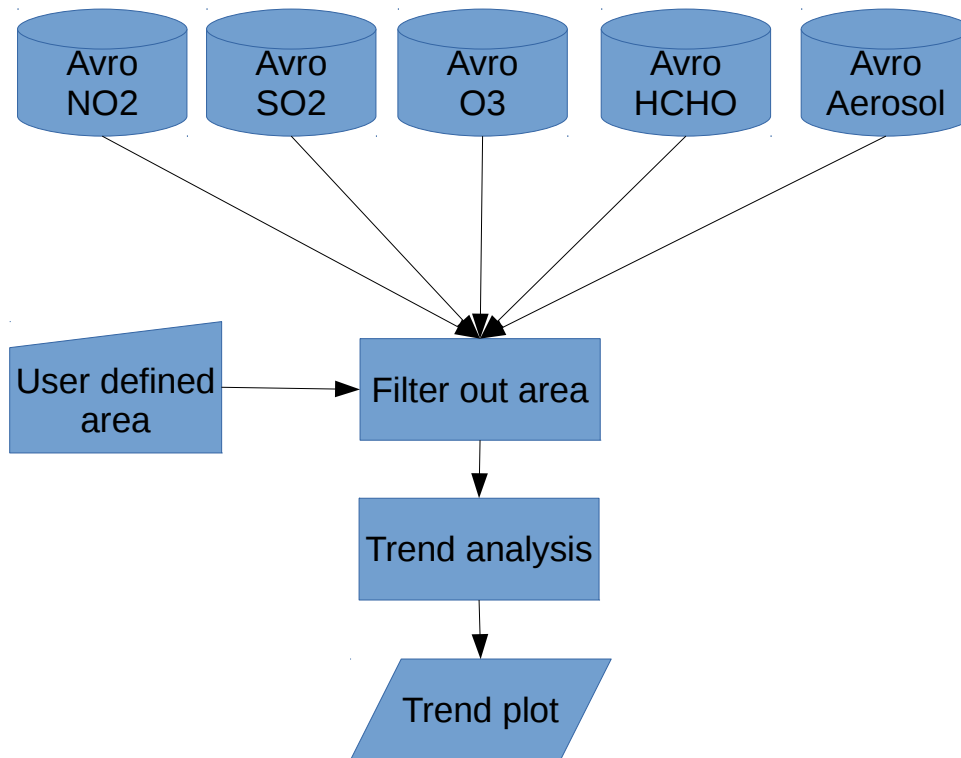 Avro
NO2
Avro
SO2
Avro
O3
Avro
HCHO
Avro
Aerosol
User defined
area
Filter out area
Trend analysis
Trend plot